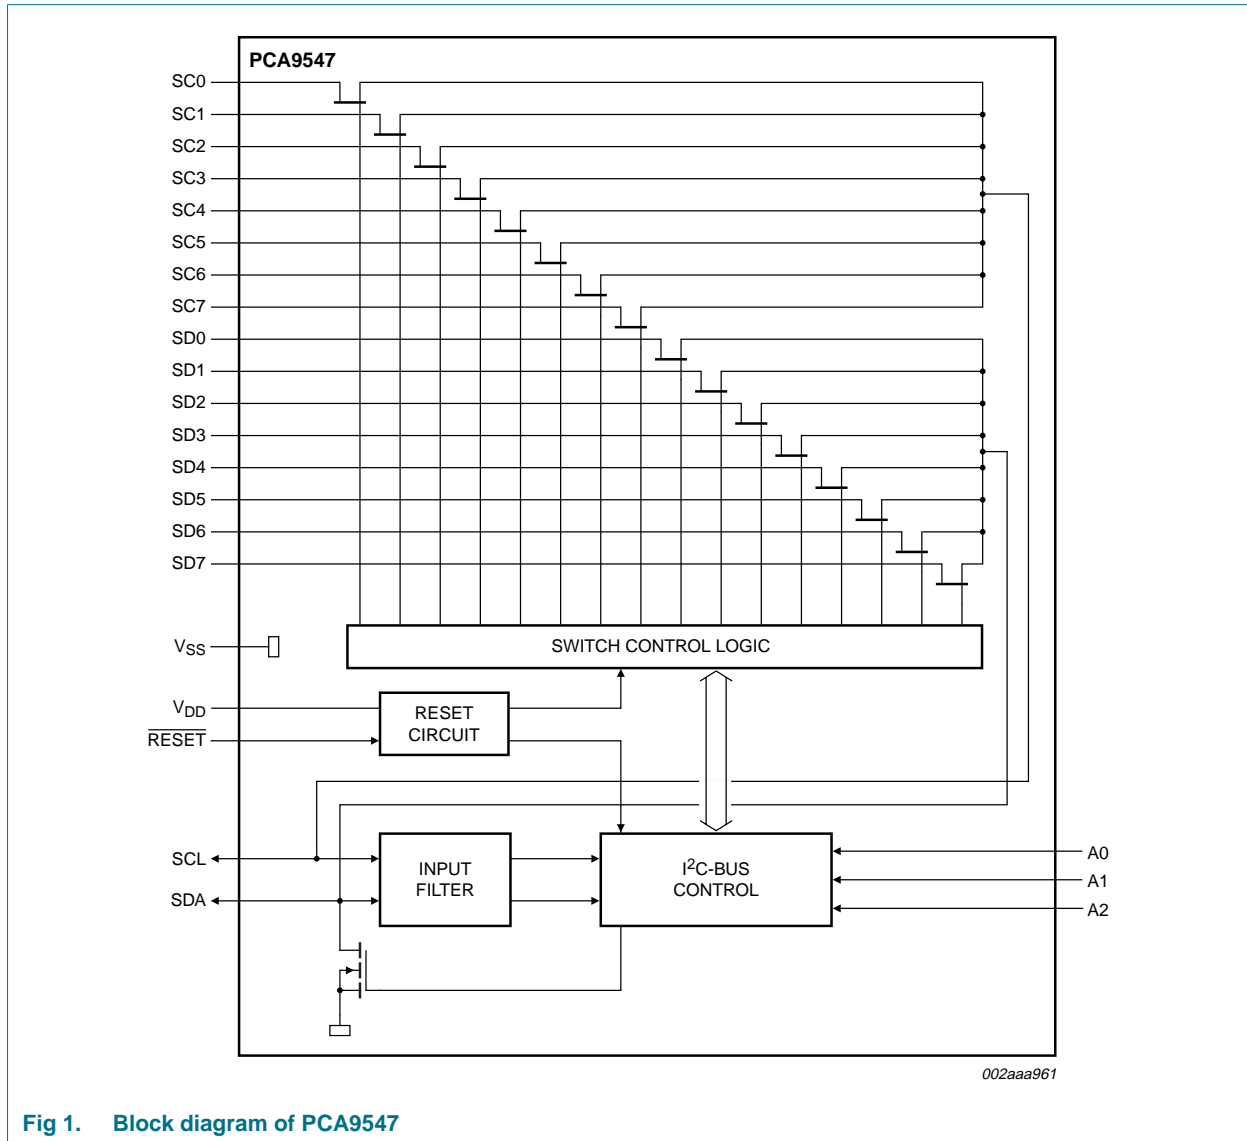 PCA9547
SC0
SC1
SC2
SC3
SC4
SC5
SC6
SC7
SD0
SD1
SD2
SD3
SD4
SD5
SD6
SD7
VSS
SWITCH CONTROL LOGIC
VDD
RESET
RESET
CIRCUIT
SCL
SDA
INPUT
FILTER
I²C-BUS
CONTROL
A0
A1
A2
002aaa961
Fig 1. Block diagram of PCA9547